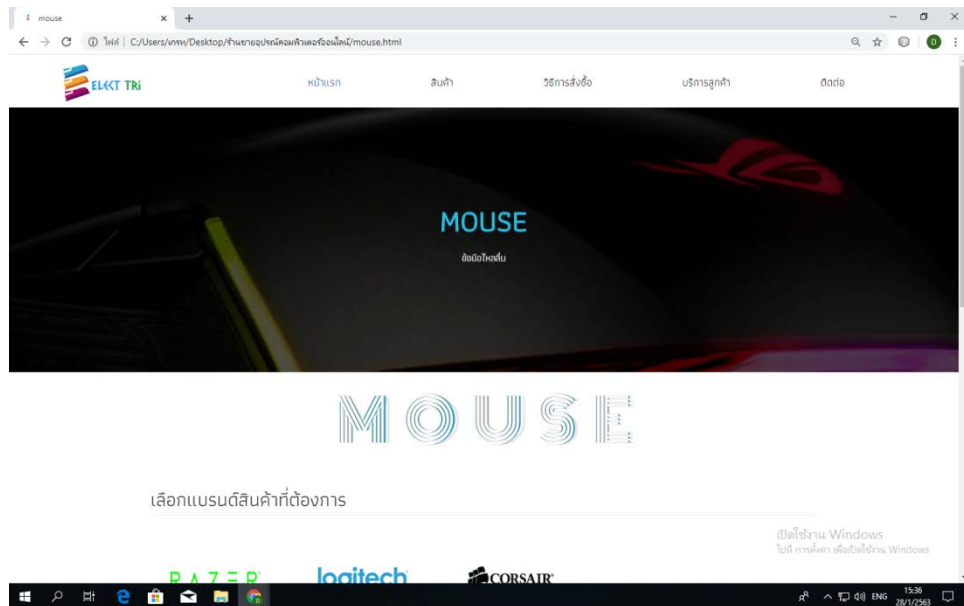 mouse
ไฟล์ | C:/Users/เกรพ/Desktop/ร้านขายอุปรณ์คอมพิวเตอร์ออนไลน์/mouse.html
ELECT TRi
หน้าแรก สินค้า วิธีการสั่งซื้อ บริการลูกค้า ติดต่อ
MOUSE
ข้อมือไหลลื่น
MOUSE
เลือกแบรนด์สินค้าที่ต้องการ
เปิดใช้งาน Windows
ไปที่ การตั้งค่า เพื่อเปิดใช้งาน Windows
RAZER logitech CORSAIR
ENG 15:36
28/1/2563